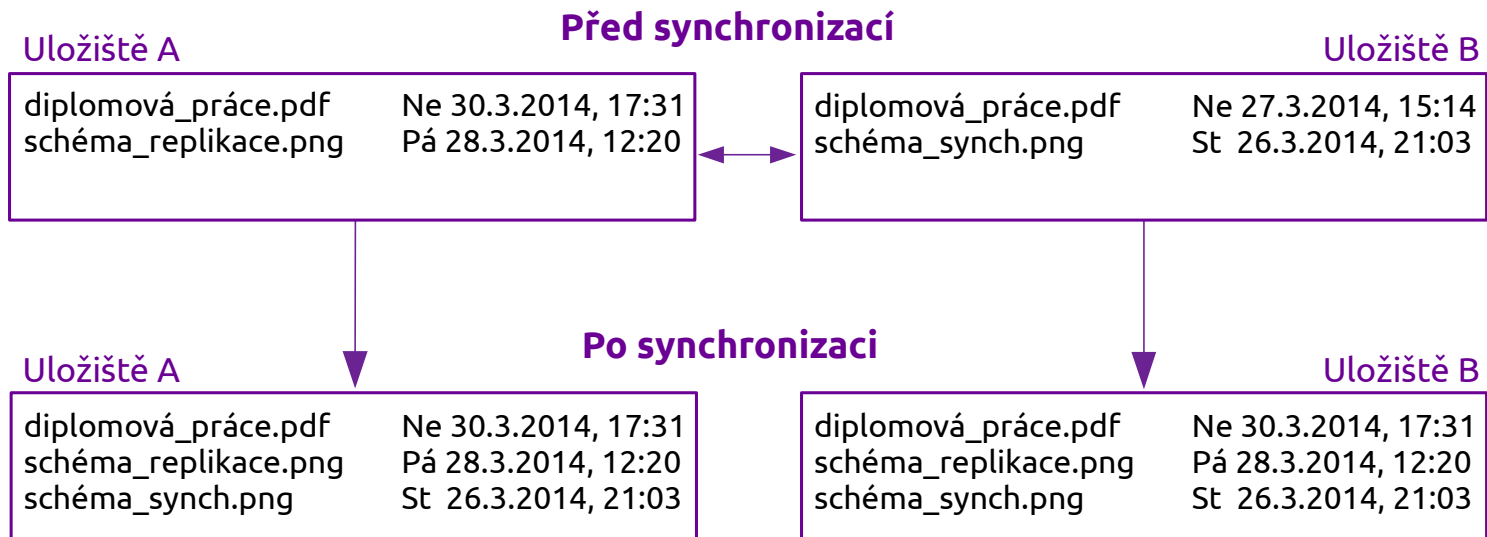 Před synchronizací
Uložiště A
Uložiště B
diplomová_práce.pdf Ne 30.3.2014, 17:31
schéma_replikace.png Pá 28.3.2014, 12:20
diplomová_práce.pdf Ne 27.3.2014, 15:14
schéma_synch.png St 26.3.2014, 21:03
Po synchronizaci
Uložiště A
Uložiště B
diplomová_práce.pdf Ne 30.3.2014, 17:31
schéma_replikace.png Pá 28.3.2014, 12:20
schéma_synch.png St 26.3.2014, 21:03
diplomová_práce.pdf Ne 30.3.2014, 17:31
schéma_replikace.png Pá 28.3.2014, 12:20
schéma_synch.png St 26.3.2014, 21:03